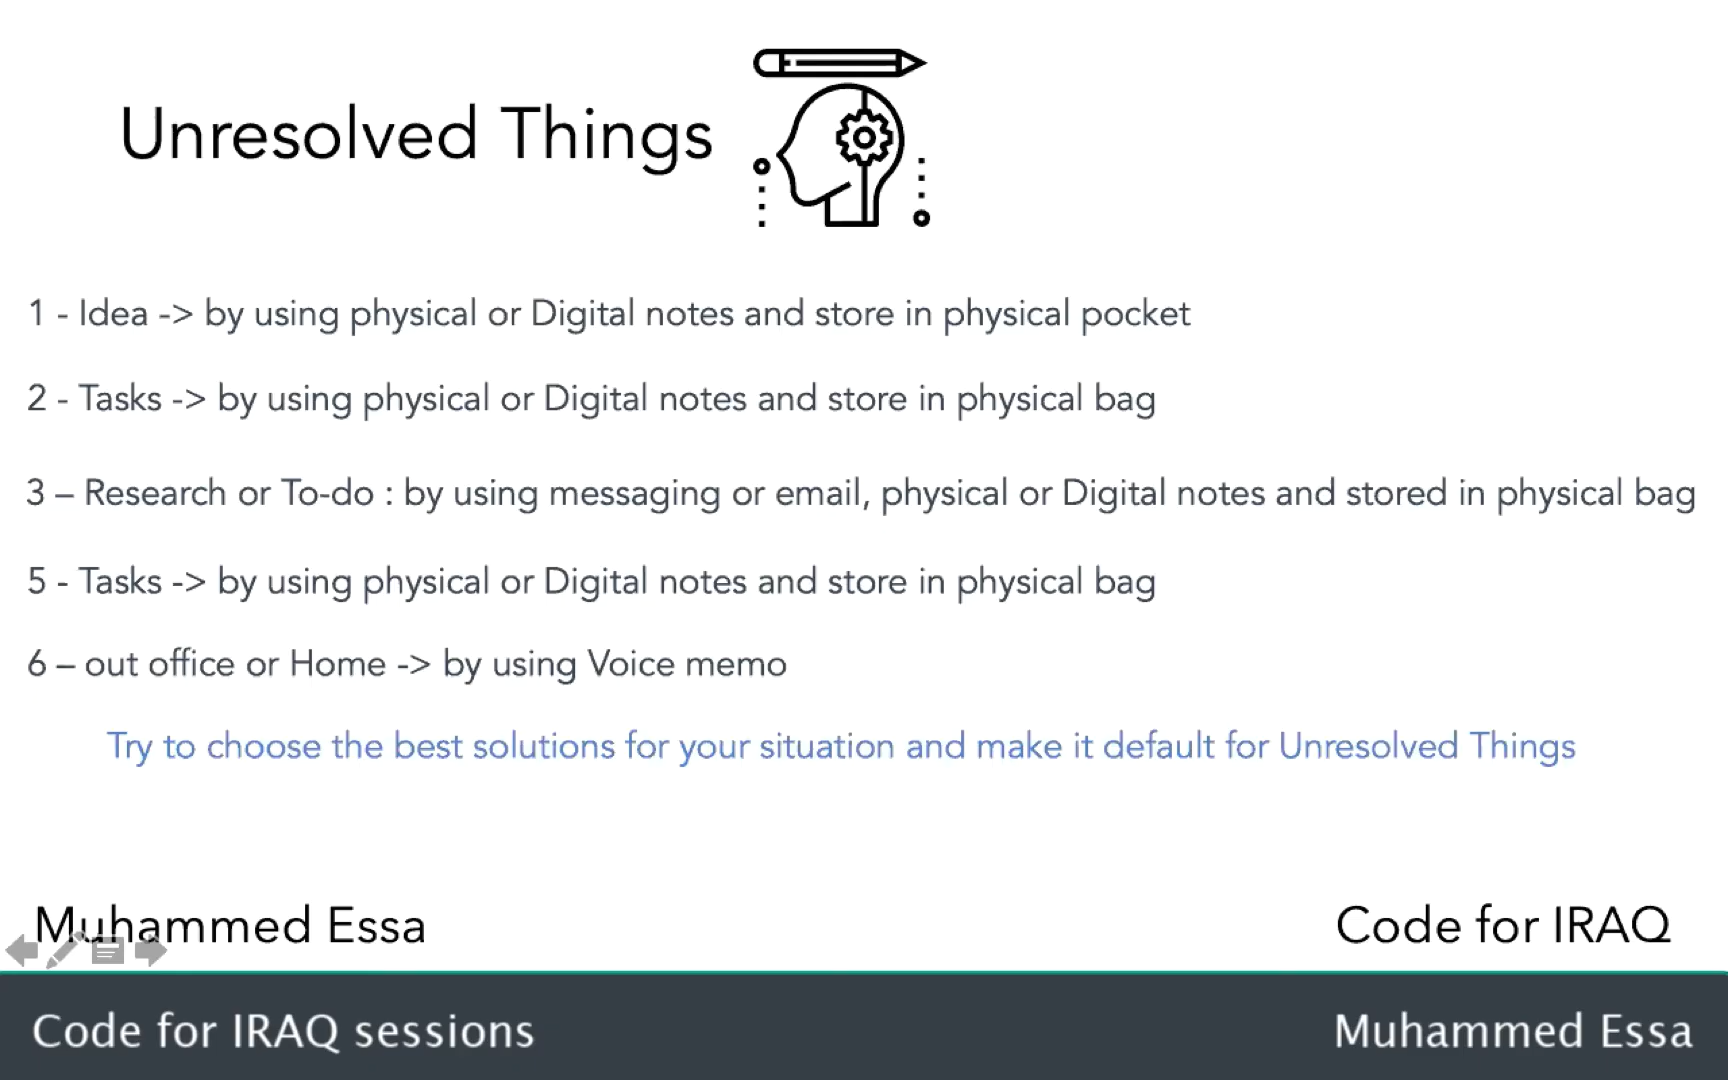 Unresolved Things
1 - Idea -> by using physical or Digital notes and store in physical pocket
2 - Tasks -> by using physical or Digital notes and store in physical bag
3 – Research or To-do : by using messaging or email, physical or Digital notes and stored in physical bag
5 - Tasks -> by using physical or Digital notes and store in physical bag
6 – out office or Home -> by using Voice memo
Try to choose the best solutions for your situation and make it default for Unresolved Things
Muhammed Essa
Code for IRAQ
Code for IRAQ sessions
Muhammed Essa